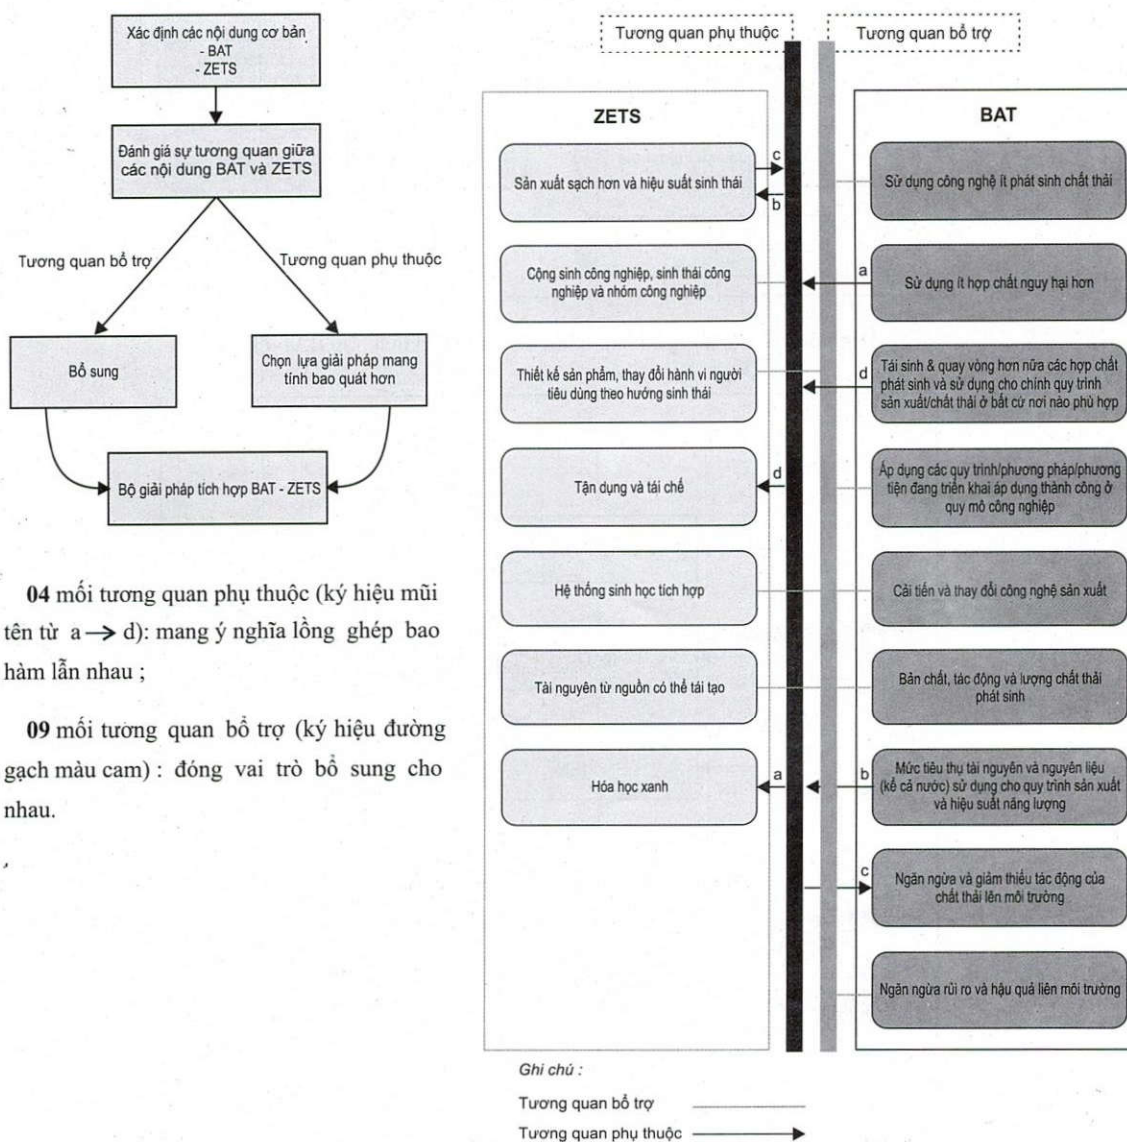 Xác định các nội dung cơ bản
- BAT
- ZETS
Đánh giá sự tương quan giữa
các nội dung BAT và ZETS
Tương quan bổ trợ
Tương quan phụ thuộc
Bổ sung
Chọn lựa giải pháp mang
tính bao quát hơn
Bộ giải pháp tích hợp BAT - ZETS
04 mối tương quan phụ thuộc (ký hiệu mũi
tên từ a → d): mang ý nghĩa lồng ghép bao
hàm lẫn nhau ;
09 mối tương quan bổ trợ (ký hiệu đường
gạch màu cam) : đóng vai trò bổ sung cho
nhau.
Tương quan phụ thuộc
Tương quan bổ trợ
ZETS
Sản xuất sạch hơn và hiệu suất sinh thái
c
b
Cộng sinh công nghiệp, sinh thái công
nghiệp và nhóm công nghiệp
Thiết kế sản phẩm, thay đổi hành vi người
tiêu dùng theo hướng sinh thái
Tận dụng và tái chế
d
Hệ thống sinh học tích hợp
Tài nguyên từ nguồn có thể tái tạo
Hóa học xanh
a
BAT
Sử dụng công nghệ ít phát sinh chất thải
a
Sử dụng ít hợp chất nguy hại hơn
d
Tái sinh & quay vòng hơn nữa các hợp chất
phát sinh và sử dụng cho chính quy trình
sản xuất/chất thải ở bất cứ nơi nào phù hợp
Áp dụng các quy trình/phương pháp/phương
tiện đang triển khai áp dụng thành công ở
quy mô công nghiệp
Cải tiến và thay đổi công nghệ sản xuất
Bản chất, tác động và lượng chất thải
phát sinh
b
Mức tiêu thụ tài nguyên và nguyên liệu
(kể cả nước) sử dụng cho quy trình sản xuất
và hiệu suất năng lượng
c
Ngăn ngừa và giảm thiểu tác động của
chất thải lên môi trường
Ngăn ngừa rủi ro và hậu quả liên môi trường
Ghi chú :
Tương quan bổ trợ
Tương quan phụ thuộc